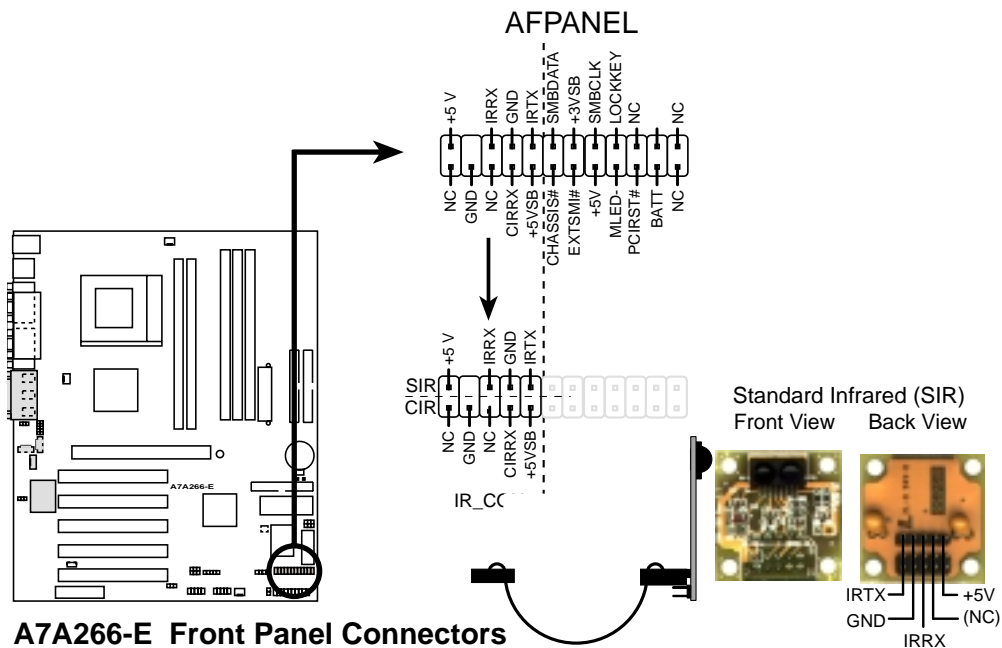 AFPANEL
+5 V
IRRX
GND
IRTX
SMBDATA
+3VSB
SMBCLK
LOCKKEY
NC
NC
NC
GND
NC
CIRRX
+5VSB
CHASSIS#
EXTSMI#
+5V
MLED-
PCIRST#
BATT
NC
+5 V
IRRX
GND
IRTX
SIR
CIR
NC
GND
NC
CIRRX
+5VSB
A7A266-E
Standard Infrared (SIR)
Front View Back View
IRTX
+5V
GND
(NC)
IRRX
A7A266-E Front Panel Connectors